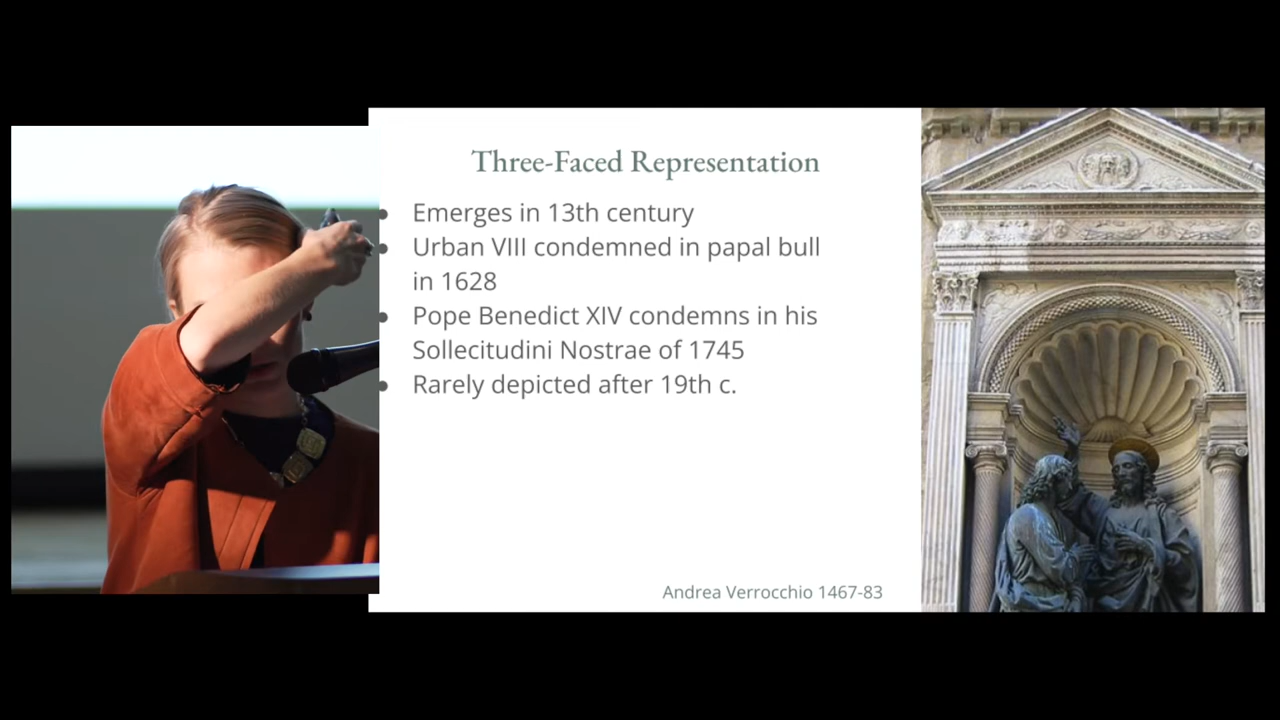 Three-Faced Representation
Emerges in 13th century
Urban VIII condemned in papal bull
in 1628
Pope Benedict XIV condemns in his
Sollecitudini Nostrae of 1745
Rarely depicted after 19th c.
Andrea Verrocchio 1467-83